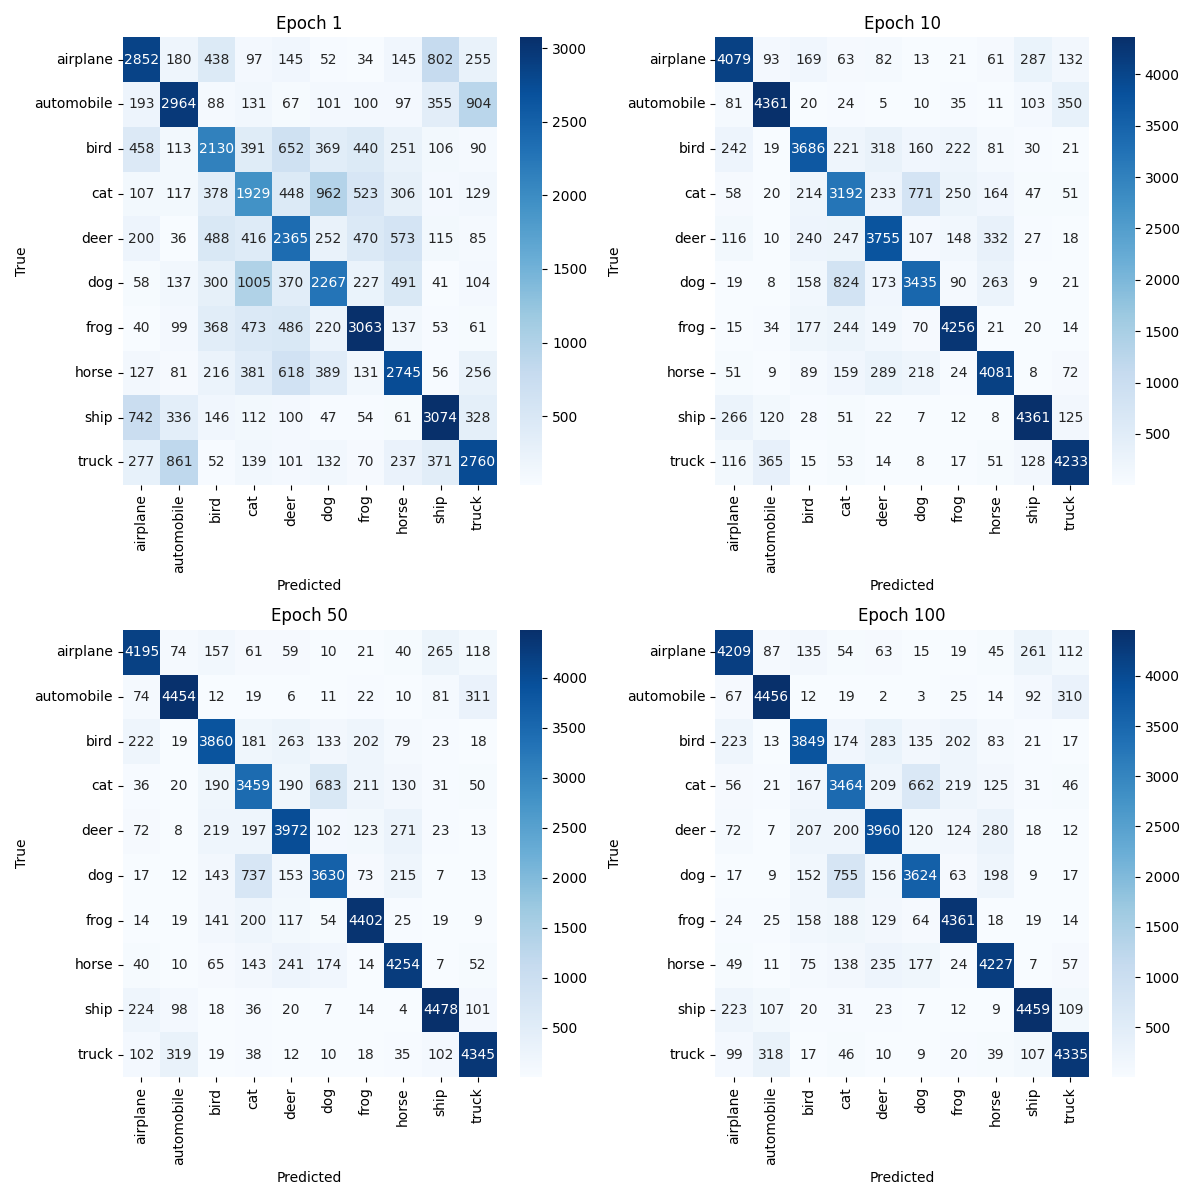 Epoch 1
airplane 2852 180 438 97 145 52 34 145 802 255
automobile 193 2964 88 131 67 101 100 97 355 904
bird 458 113 2130 391 652 369 440 251 106 90
cat 107 117 378 1929 448 962 523 306 101 129
deer 200 36 488 416 2365 252 470 573 115 85
dog 58 137 300 1005 370 2267 227 491 41 104
frog 40 99 368 473 486 220 3063 137 53 61
horse 127 81 216 381 618 389 131 2745 56 256
ship 742 336 146 112 100 47 54 61 3074 328
truck 277 861 52 139 101 132 70 237 371 2760
airplane automobile bird cat deer dog frog horse ship truck
Predicted
True
3000
2500
2000
1500
1000
500
Epoch 10
airplane 4079 93 169 63 82 13 21 61 287 132
automobile 81 4361 20 24 5 10 35 11 103 350
bird 242 19 3686 221 318 160 222 81 30 21
cat 58 20 214 3192 233 771 250 164 47 51
deer 116 10 240 247 3755 107 148 332 27 18
dog 19 8 158 824 173 3435 90 263 9 21
frog 15 34 177 244 149 70 4256 21 20 14
horse 51 9 89 159 289 218 24 4081 8 72
ship 266 120 28 51 22 7 12 8 4361 125
truck 116 365 15 53 14 8 17 51 128 4233
airplane automobile bird cat deer dog frog horse ship truck
Predicted
True
4000
3500
3000
2500
2000
1500
1000
500
Epoch 50
airplane 4195 74 157 61 59 10 21 40 265 118
automobile 74 4454 12 19 6 11 22 10 81 311
bird 222 19 3860 181 263 133 202 79 23 18
cat 36 20 190 3459 190 683 211 130 31 50
deer 72 8 219 197 3972 102 123 271 23 13
dog 17 12 143 737 153 3630 73 215 7 13
frog 14 19 141 200 117 54 4402 25 19 9
horse 40 10 65 143 241 174 14 4254 7 52
ship 224 98 18 36 20 7 14 4 4478 101
truck 102 319 19 38 12 10 18 35 102 4345
airplane automobile bird cat deer dog frog horse ship truck
Predicted
True
4000
3500
3000
2500
2000
1500
1000
500
Epoch 100
airplane 4209 87 135 54 63 15 19 45 261 112
automobile 67 4456 12 19 2 3 25 14 92 310
bird 223 13 3849 174 283 135 202 83 21 17
cat 56 21 167 3464 209 662 219 125 31 46
deer 72 7 207 200 3960 120 124 280 18 12
dog 17 9 152 755 156 3624 63 198 9 17
frog 24 25 158 188 129 64 4361 18 19 14
horse 49 11 75 138 235 177 24 4227 7 57
ship 223 107 20 31 23 7 12 9 4459 109
truck 99 318 17 46 10 9 20 39 107 4335
airplane automobile bird cat deer dog frog horse ship truck
Predicted
True
4000
3500
3000
2500
2000
1500
1000
500